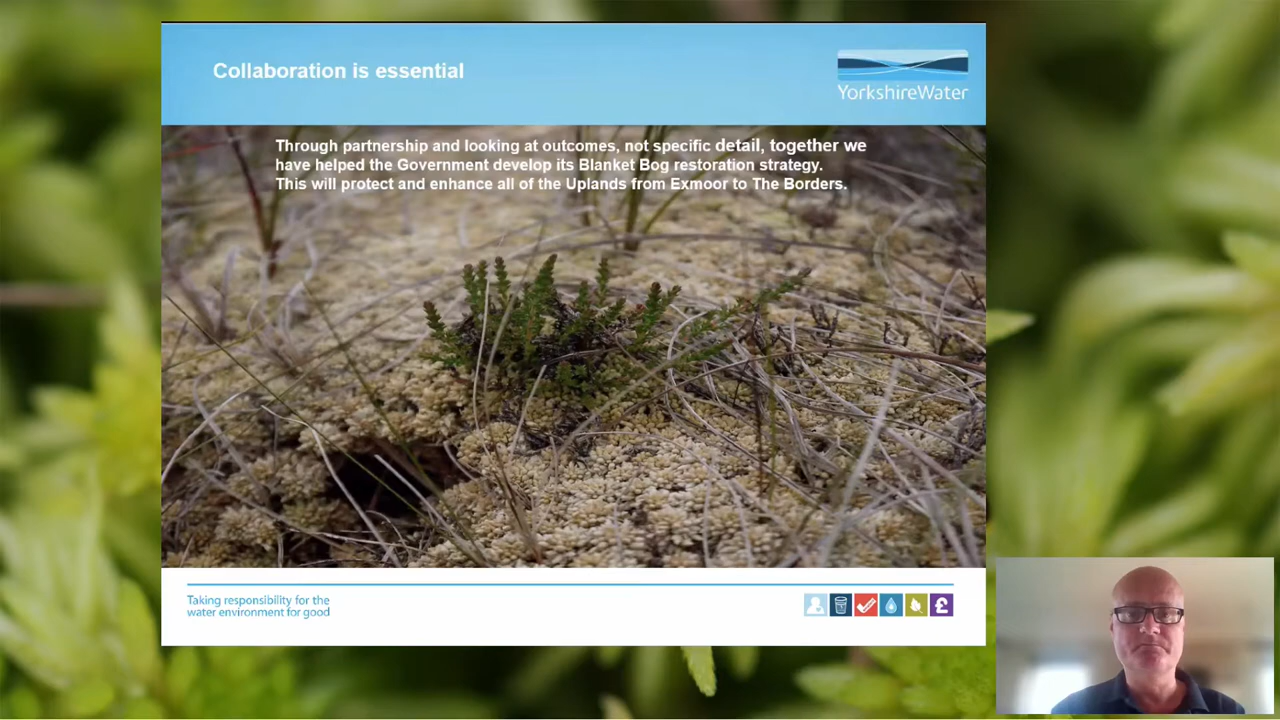 Collaboration is essential
YorkshireWater
Through partnership and looking at outcomes, not specific detail, together we
have helped the Government develop its Blanket Bog restoration strategy.
This will protect and enhance all of the Uplands from Exmoor to The Borders.
Taking responsibility for the
water environment for good
£